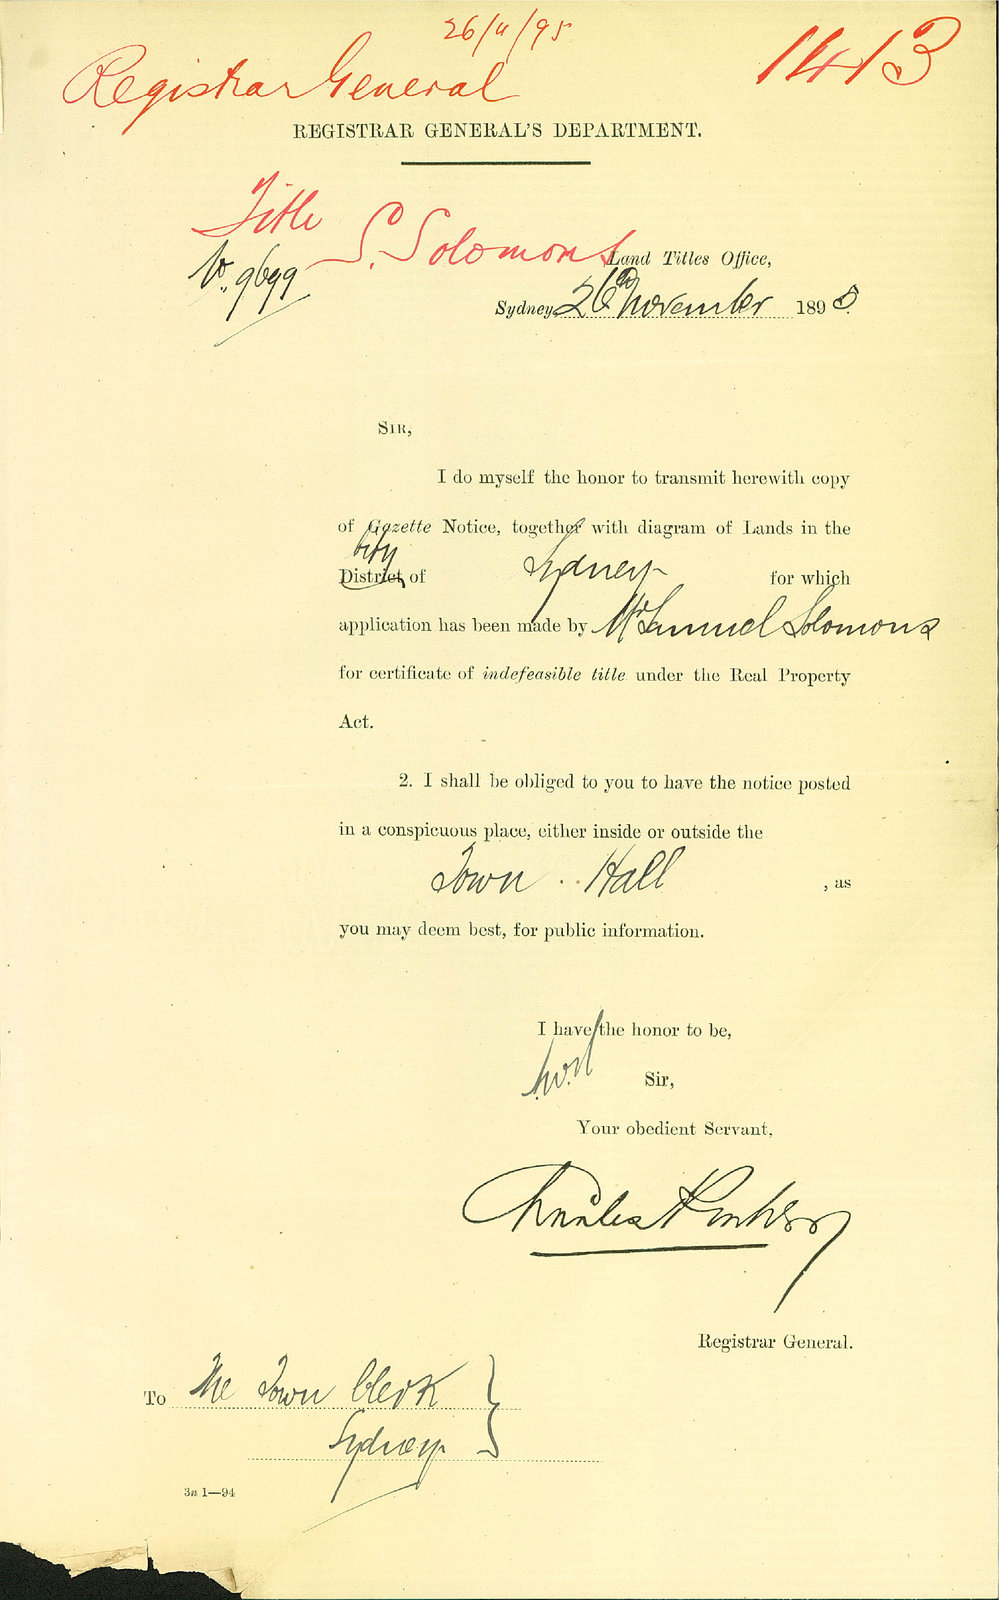 26/11/95
1413
Registrar General
REGISTRAR GENERAL'S DEPARTMENT.
Title S. Solomons
No. 9699
Land Titles Office,
Sydney 26th November 1895.
SIR,
I do myself the honor to transmit herewith copy
of Gazette Notice, together with diagram of Lands in the
City
District of Sydney for which
application has been made by Mr Samuel Solomons
for certificate of indefeasible title under the Real Property
Act.
2. I shall be obliged to you to have the notice posted
in a conspicuous place, either inside or outside the
Town Hall , as
you may deem best, for public information.
I have the honor to be,
Sir,
Your obedient Servant,
Charles
Registrar General.
To The Town Clerk
Sydney
3n 1—94